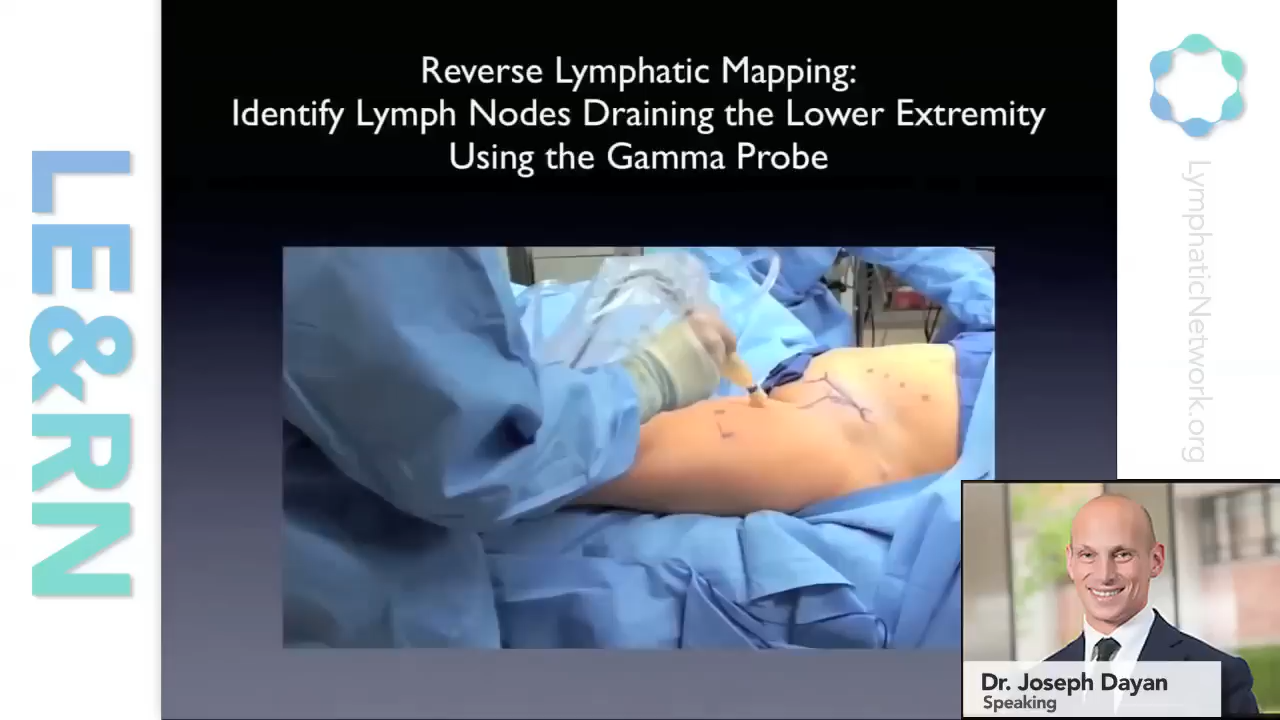 Reverse Lymphatic Mapping:
Identify Lymph Nodes Draining the Lower Extremity
Using the Gamma Probe
LE&RN
LymphaticNetwork.org
Dr. Joseph Dayan
Speaking